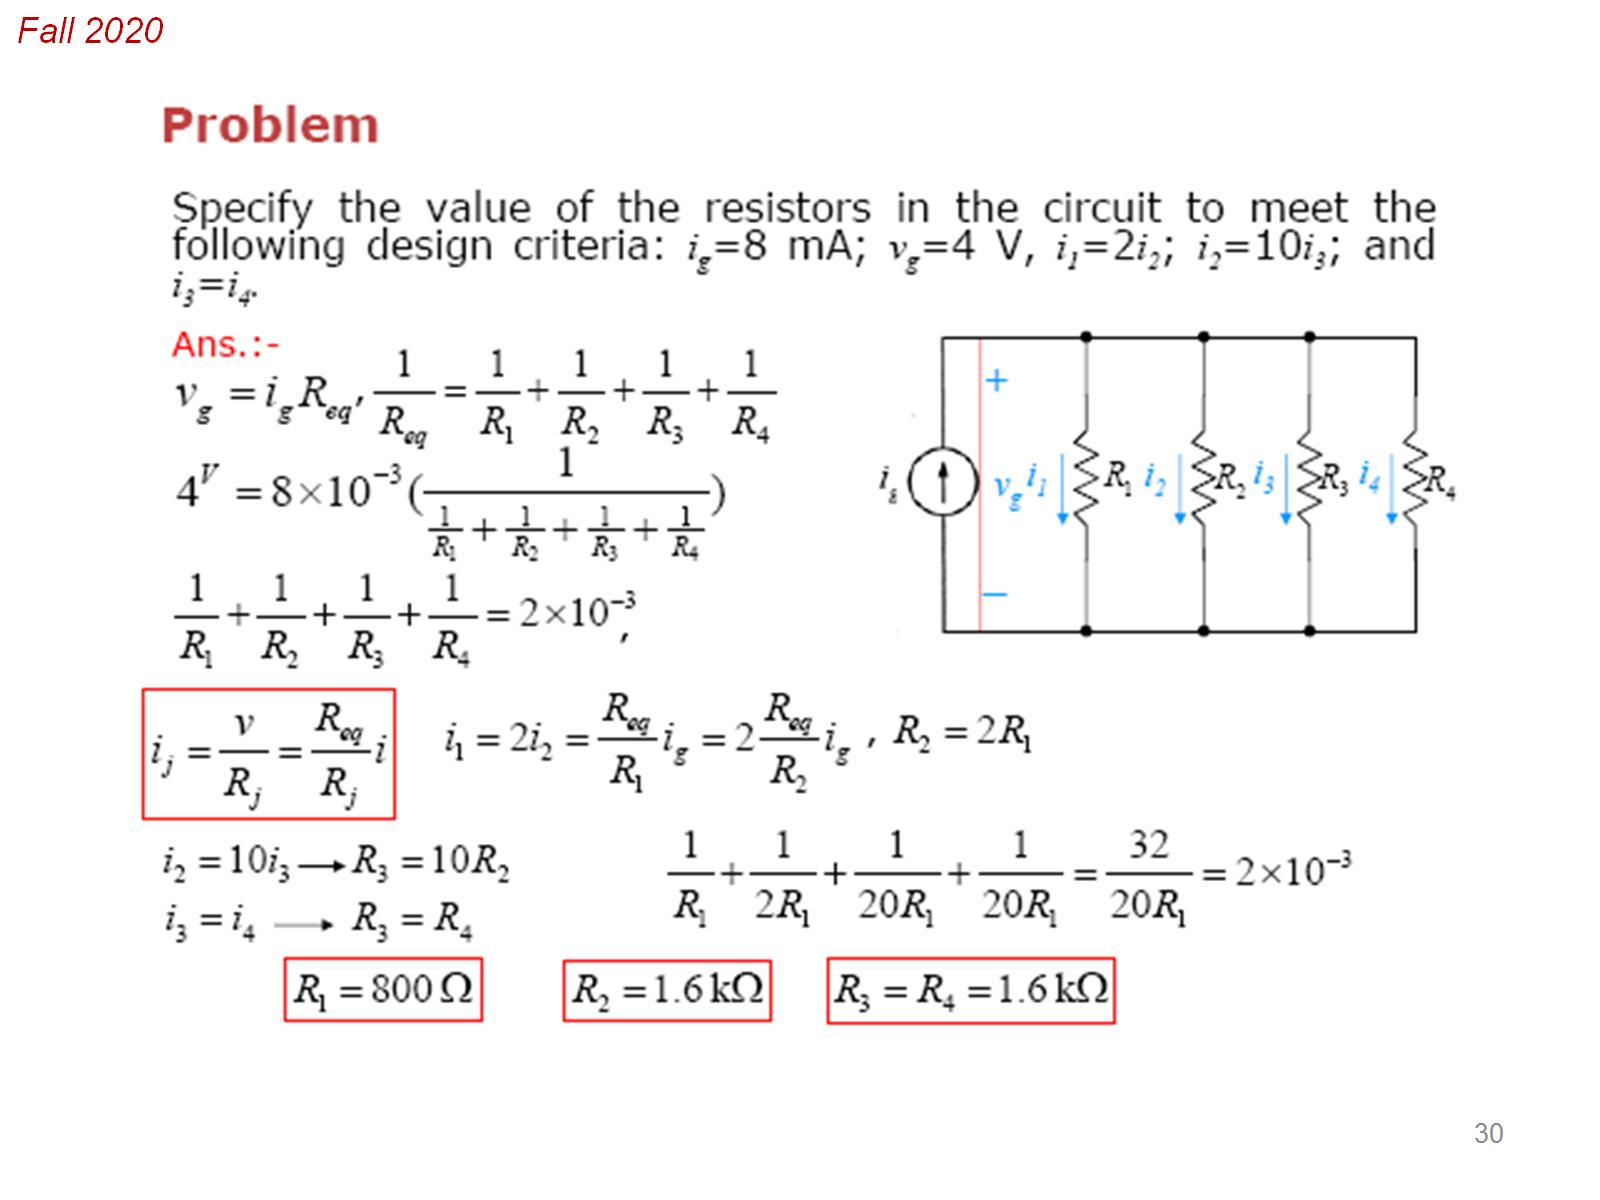 Fall 2020
Problem
Specify the value of the resistors in the circuit to meet the
following design criteria: i_g=8 mA; v_g=4 V, i_1=2i_2; i_2=10i_3; and
i_3=i_4.
Ans.:-
v_g = i_g R_eq, 1/R_eq = 1/R_1 + 1/R_2 + 1/R_3 + 1/R_4
4^V = 8×10^-3 (1/(1/R_1 + 1/R_2 + 1/R_3 + 1/R_4))
1/R_1 + 1/R_2 + 1/R_3 + 1/R_4 = 2×10^-3,
i_g + v_g − i_1 R_1 i_2 R_2 i_3 R_3 i_4 R_4
i_j = v/R_j = R_eq/R_j i
i_1 = 2i_2 = R_eq/R_1 i_g = 2 R_eq/R_2 i_g , R_2 = 2R_1
i_2 = 10i_3 → R_3 = 10R_2
i_3 = i_4 → R_3 = R_4
1/R_1 + 1/2R_1 + 1/20R_1 + 1/20R_1 = 32/20R_1 = 2×10^-3
R_1 = 800 Ω
R_2 = 1.6 kΩ
R_3 = R_4 = 1.6 kΩ
30